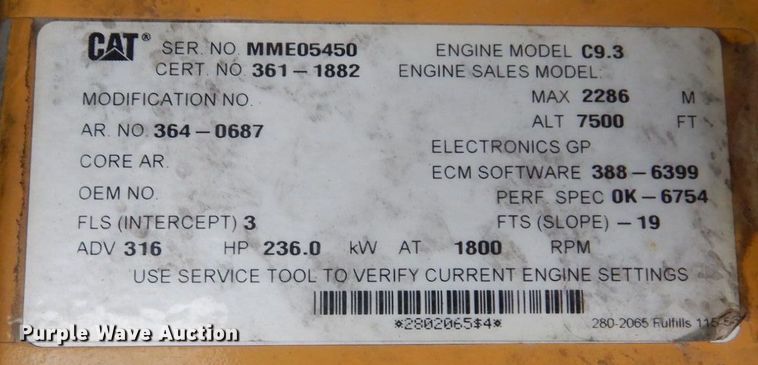 CAT® SER. NO. MME05450 ENGINE MODEL C9.3
CERT. NO. 361-1882 ENGINE SALES MODEL:
MODIFICATION NO. MAX 2286 M
AR. NO. 364-0687 ALT 7500 FT
CORE AR. ELECTRONICS GP
OEM NO. ECM SOFTWARE 388-6399
PERF. SPEC 0K-6754
FLS (INTERCEPT) 3 FTS (SLOPE) -19
ADV 316 HP 236.0 kW AT 1800 RPM
USE SERVICE TOOL TO VERIFY CURRENT ENGINE SETTINGS
*2802065$4*
280-2065 Fulfills
Purple Wave Auction